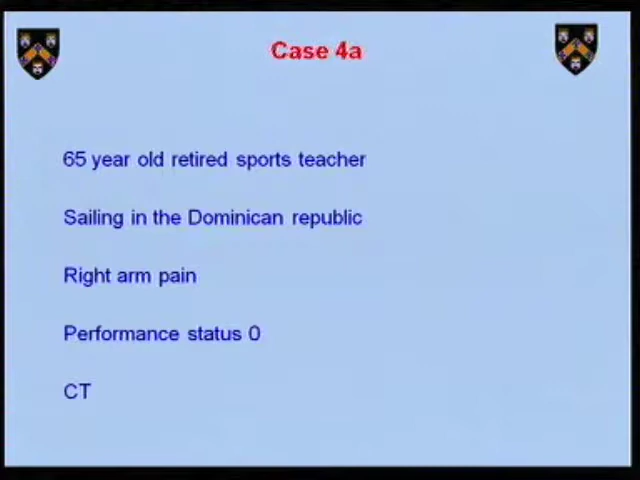 Case 4a
65 year old retired sports teacher
Sailing in the Dominican republic
Right arm pain
Performance status 0
CT